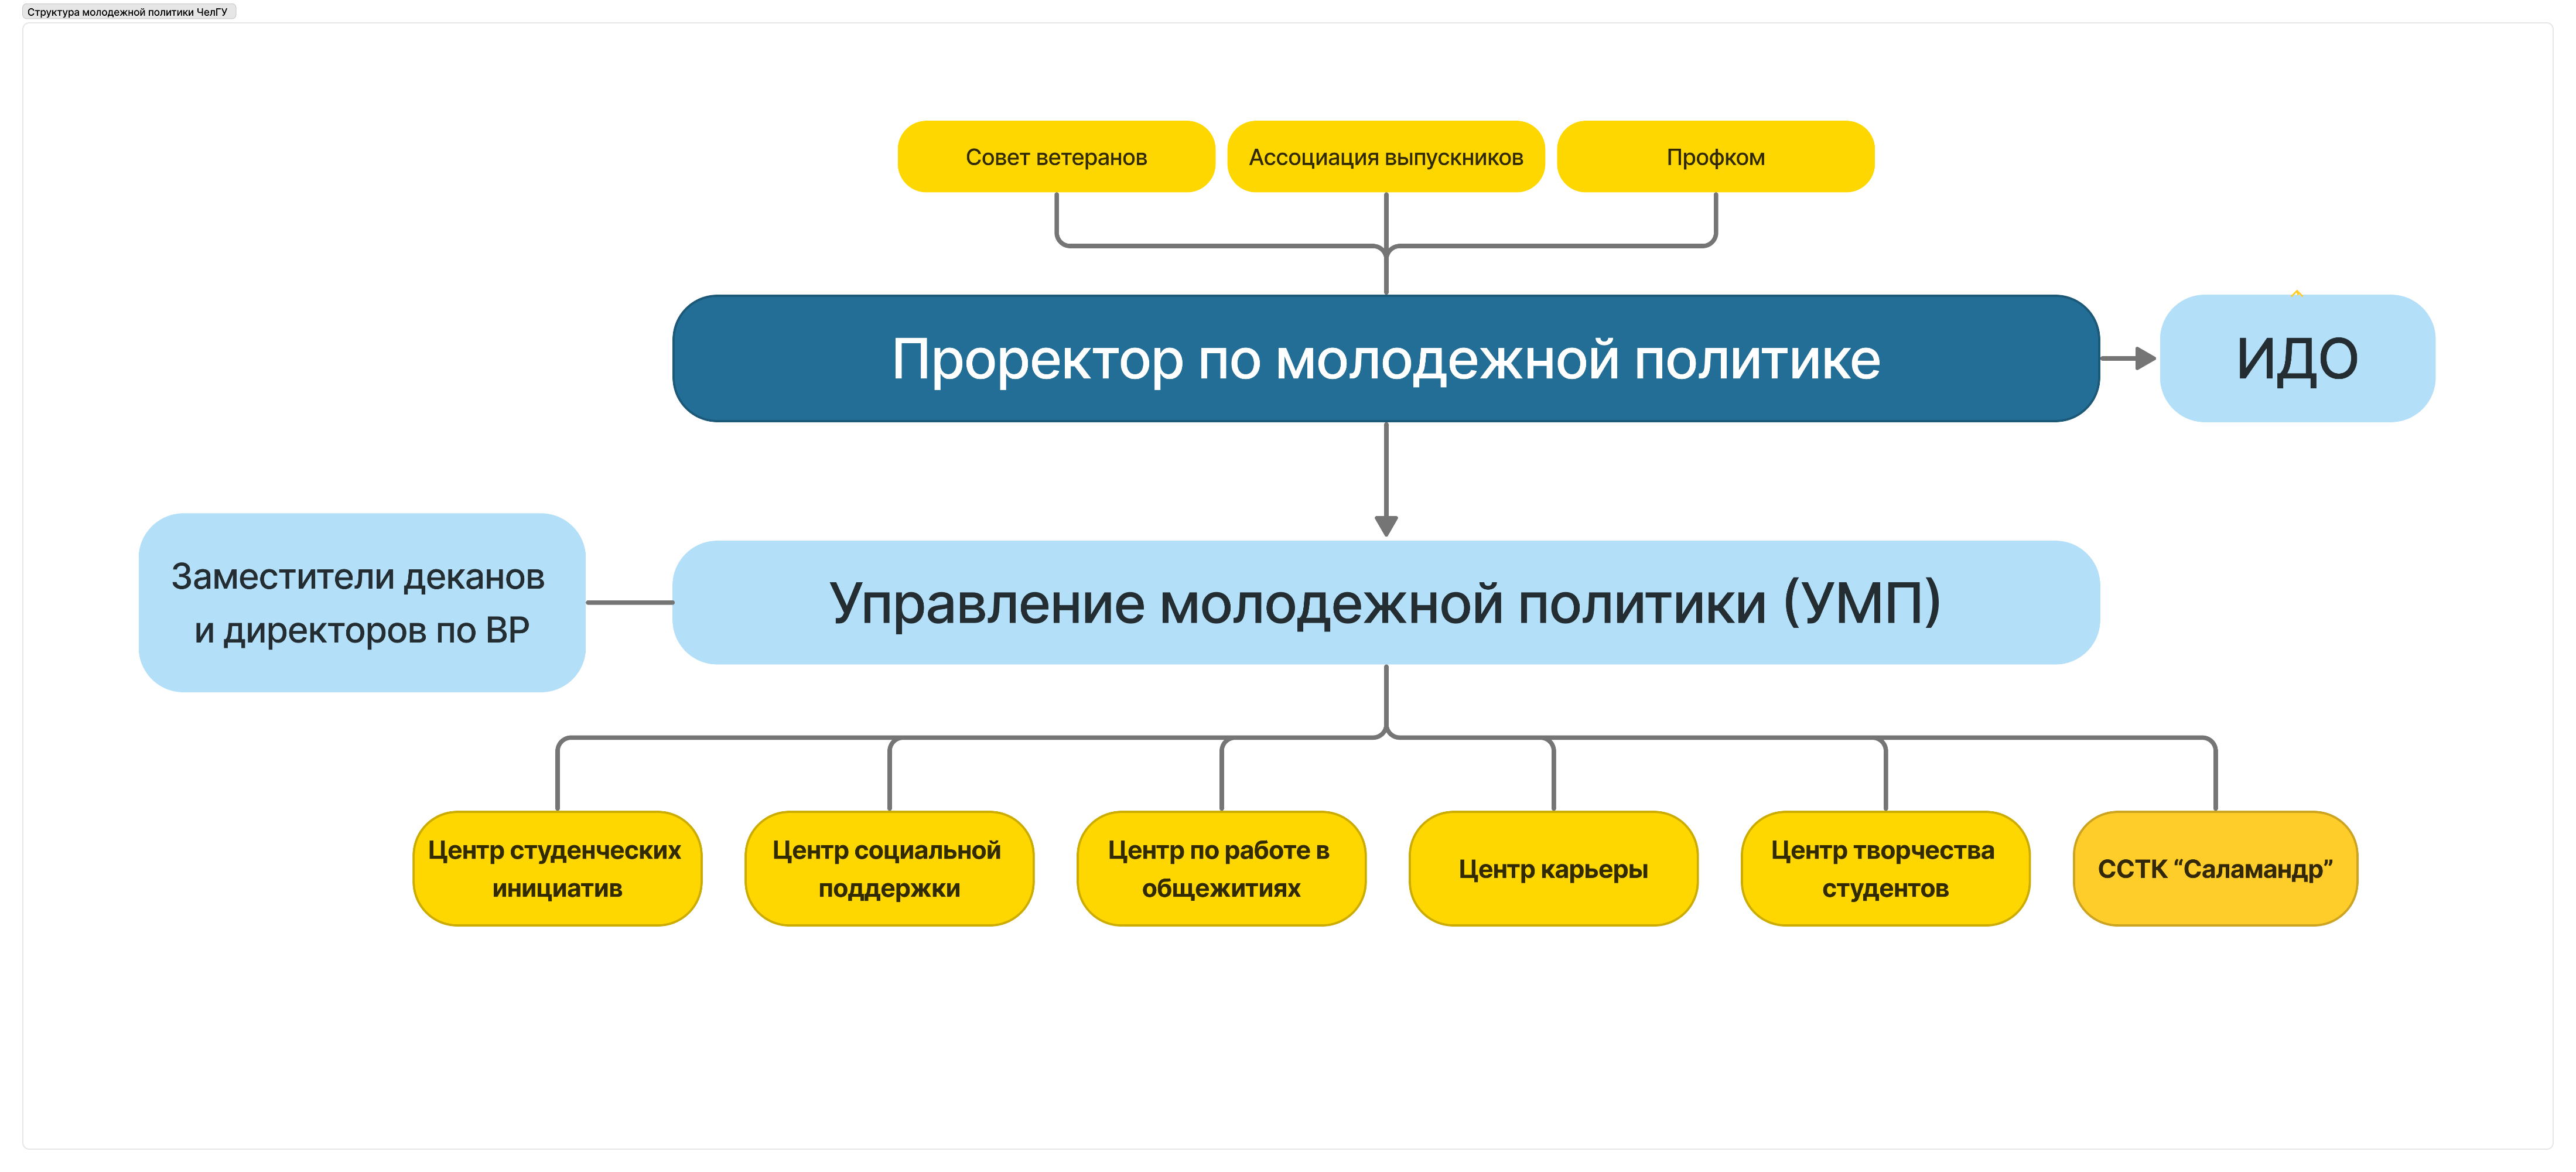 Структура молодежной политики ЧелГУ
Совет ветеранов
Ассоциация выпускников
Профком
Проректор по молодежной политике
ИДО
Заместители деканов
и директоров по ВР
Управление молодежной политики (УМП)
Центр студенческих
инициатив
Центр социальной
поддержки
Центр по работе в
общежитиях
Центр карьеры
Центр творчества
студентов
ССТК “Саламандр”